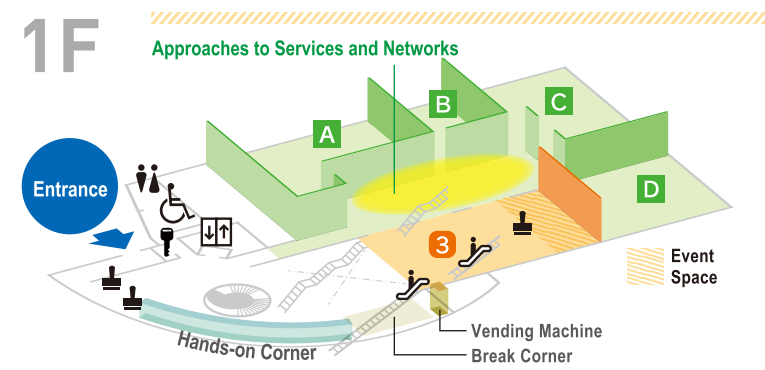 1F
Approaches to Services and Networks
A
B
C
D
Entrance
3
Event
Space
Vending Machine
Break Corner
Hands-on Corner